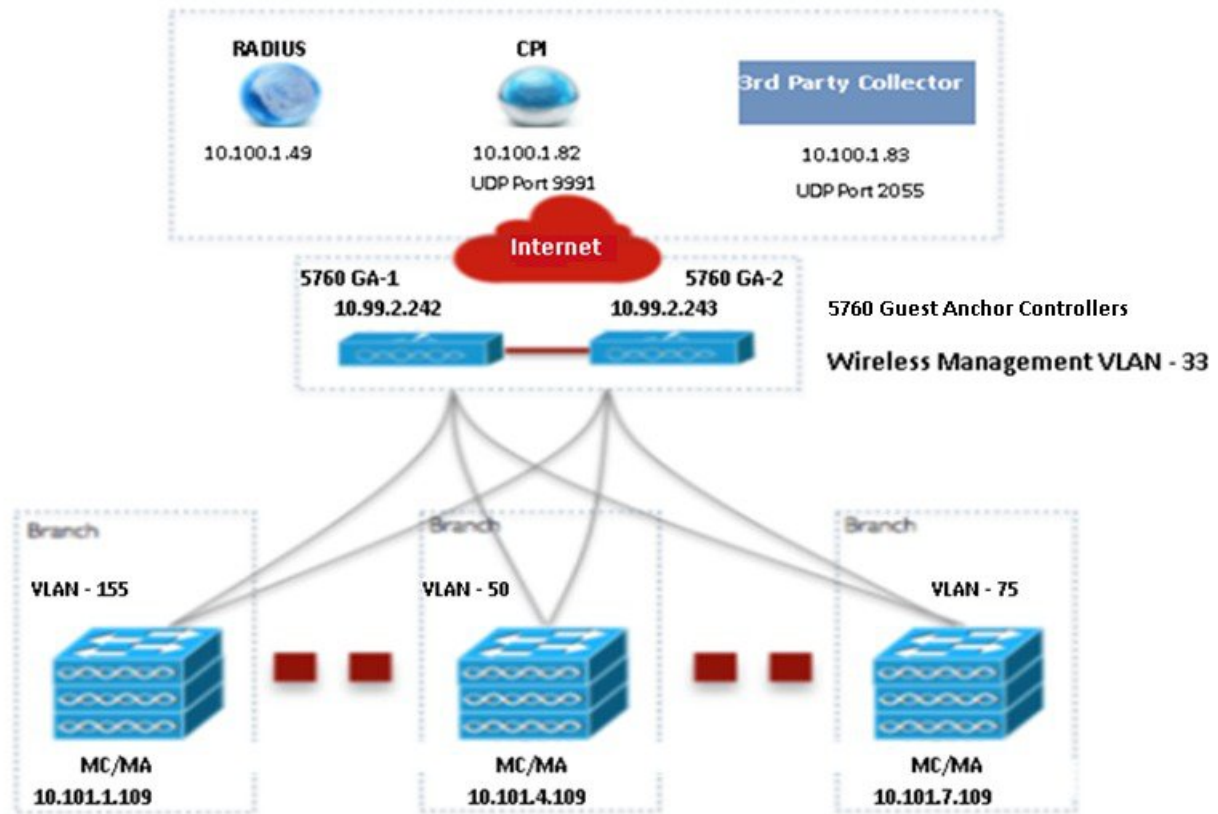 RADIUS
CPI
3rd Party Collector
10.100.1.49
10.100.1.82
10.100.1.83
UDP Port 9991
UDP Port 2055
Internet
5760 GA-1
5760 GA-2
10.99.2.242
10.99.2.243
5760 Guest Anchor Controllers
Wireless Management VLAN - 33
Branch
Branch
Branch
VLAN - 155
VLAN - 50
VLAN - 75
MC/MA
MC/MA
MC/MA
10.101.1.109
10.101.4.109
10.101.7.109